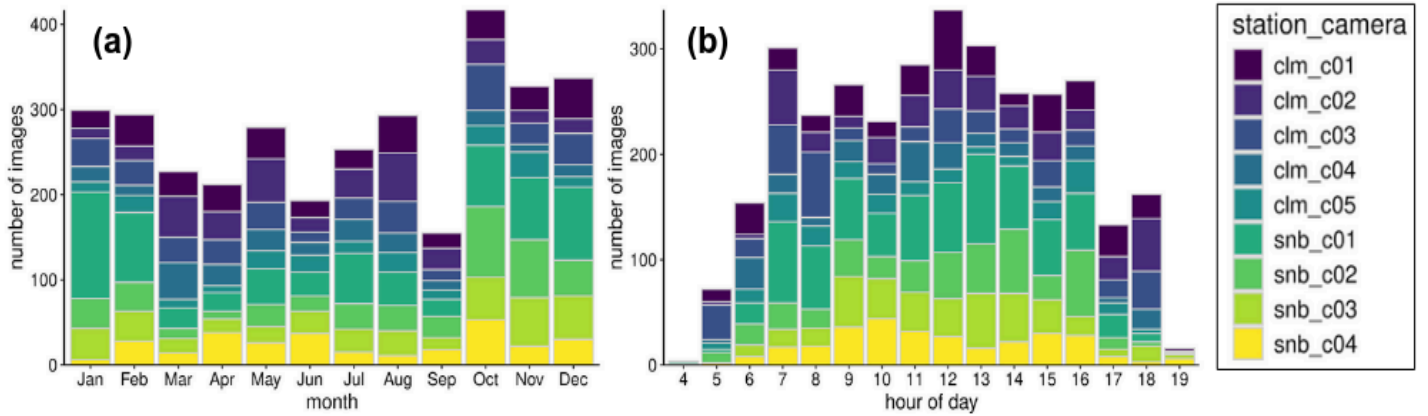 (a)
number of images
400
300
200
100
0
Jan Feb Mar Apr May Jun Jul Aug Sep Oct Nov Dec
month
(b)
number of images
300
200
100
0
4 5 6 7 8 9 10 11 12 13 14 15 16 17 18 19
hour of day
station_camera
clm_c01
clm_c02
clm_c03
clm_c04
clm_c05
snb_c01
snb_c02
snb_c03
snb_c04